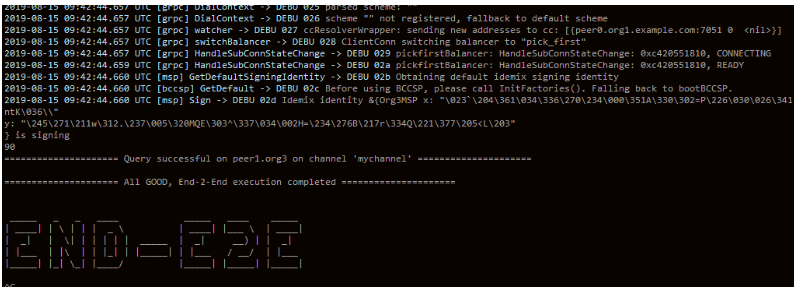 2019-08-15 09:42:44.657 UTC [grpc] DialContext -> DEBU 025 parsed scheme: ""
2019-08-15 09:42:44.657 UTC [grpc] DialContext -> DEBU 026 scheme "" not registered, fallback to default scheme
2019-08-15 09:42:44.657 UTC [grpc] watcher -> DEBU 027 ccResolverWrapper: sending new addresses to cc: [{peer0.org1.example.com:7051 0  <nil>}]
2019-08-15 09:42:44.657 UTC [grpc] switchBalancer -> DEBU 028 ClientConn switching balancer to "pick_first"
2019-08-15 09:42:44.657 UTC [grpc] HandleSubConnStateChange -> DEBU 029 pickfirstBalancer: HandleSubConnStateChange: 0xc420551810, CONNECTING
2019-08-15 09:42:44.659 UTC [grpc] HandleSubConnStateChange -> DEBU 02a pickfirstBalancer: HandleSubConnStateChange: 0xc420551810, READY
2019-08-15 09:42:44.660 UTC [msp] GetDefaultSigningIdentity -> DEBU 02b Obtaining default idemix signing identity
2019-08-15 09:42:44.660 UTC [bccsp] GetDefault -> DEBU 02c Before using BCCSP, please call InitFactories(). Falling back to bootBCCSP.
2019-08-15 09:42:44.660 UTC [msp] Sign -> DEBU 02d Idemix identity &{Org3MSP x: "\023`\204\361\034\336\270\234\000\351A\330\302=P\226\030\026\341
ntK\036\\"
y: "\245\271\211w\312.\237\005\320MQE\303^\337\034\002H=\234\276B\217r\334Q\221\377\205<L\203"
} is signing
90
===================== Query successful on peer1.org3 on channel 'mychannel' =====================
===================== All GOOD, End-2-End execution completed =====================
END-E2E